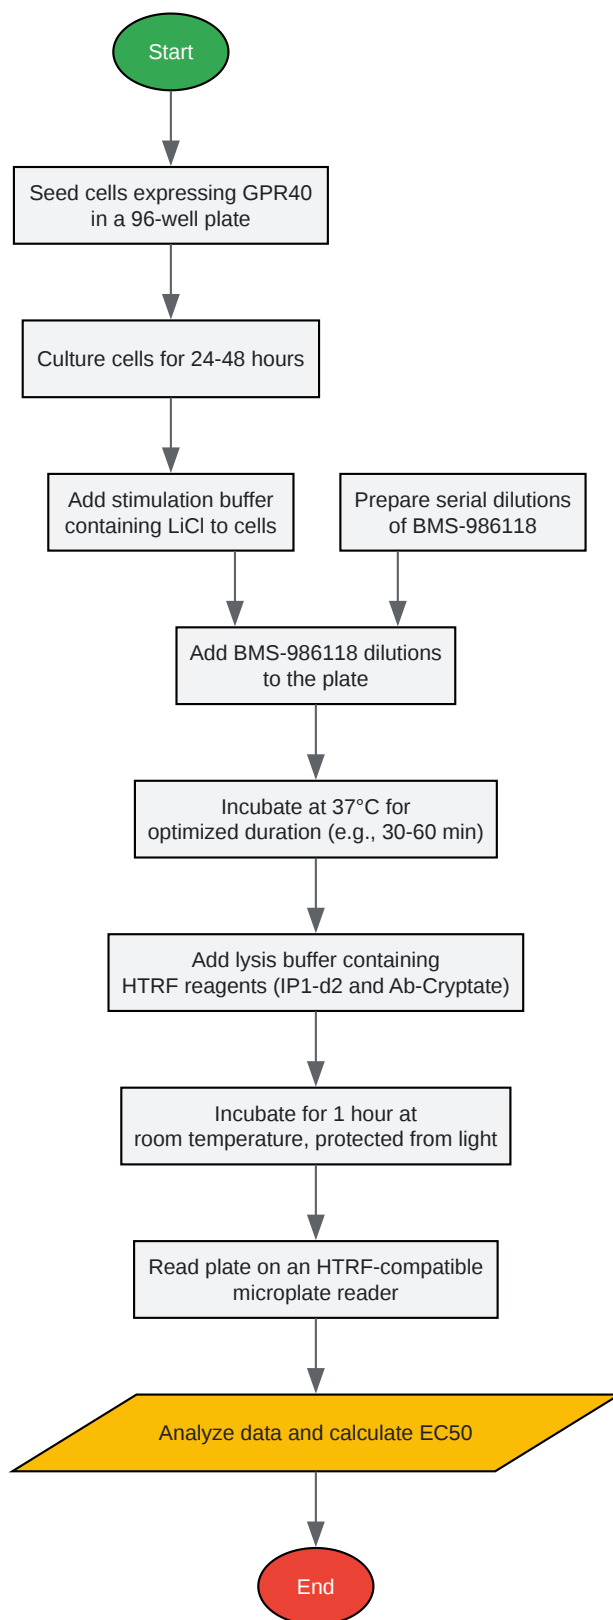 Start
Seed cells expressing GPR40
in a 96-well plate
Culture cells for 24-48 hours
Add stimulation buffer
containing LiCl to cells
Prepare serial dilutions
of BMS-986118
Add BMS-986118 dilutions
to the plate
Incubate at 37°C for
optimized duration (e.g., 30-60 min)
Add lysis buffer containing
HTRF reagents (IP1-d2 and Ab-Cryptate)
Incubate for 1 hour at
room temperature, protected from light
Read plate on an HTRF-compatible
microplate reader
Analyze data and calculate EC50
End